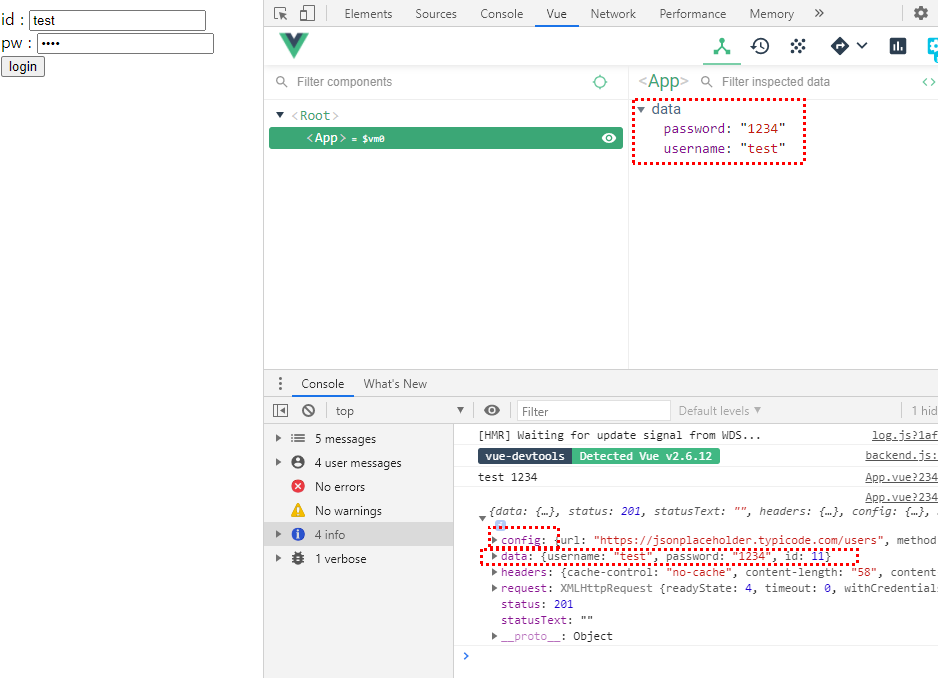 id : test
pw : ••••
login
Elements Sources Console Vue Network Performance Memory »
Filter components
<App> Filter inspected data <>
▼ <Root>
<App> = $vm0
▼ data
password: "1234"
username: "test"
Console What's New
top ▼ Filter Default levels ▼ 1 hid
5 messages
4 user messages
No errors
No warnings
4 info
1 verbose
[HMR] Waiting for update signal from WDS... log.js?1af
vue-devtools Detected Vue v2.6.12 backend.js:
test 1234 App.vue?234
App.vue?234
{data: {…}, status: 201, statusText: "", headers: {…}, config: {…},
config: {url: "https://jsonplaceholder.typicode.com/users", method
data: {username: "test", password: "1234", id: 11}
headers: {cache-control: "no-cache", content-length: "58", content
request: XMLHttpRequest {readyState: 4, timeout: 0, withCredentials
status: 201
statusText: ""
__proto__: Object
>